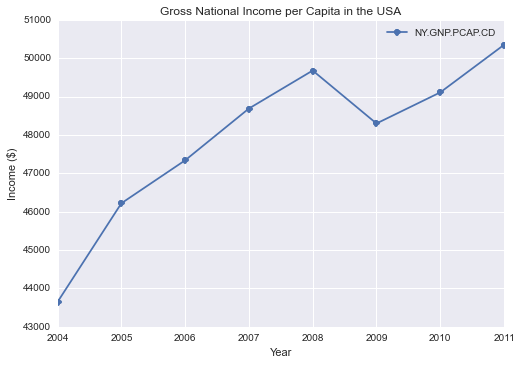 Gross National Income per Capita in the USA
51000
NY.GNP.PCAP.CD
50000
49000
48000
47000
46000
45000
44000
43000
Income ($)
2004 2005 2006 2007 2008 2009 2010 2011
Year